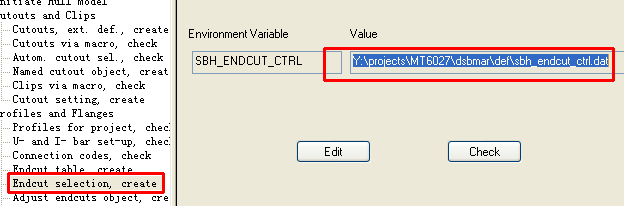 nitiate Hull model
utouts and Clips
Cutouts, ext. def., create
Cutouts via macro, check
Autom. cutout sel., check
Named cutout object, creat
Clips via macro, check
Cutout setting, create
rofiles and Flanges
Profiles for project, chec
U- and I- bar set-up, chec
Connection codes, check
Endcut table, create
Endcut selection, create
Adjust endcuts object, cre
Environment Variable
Value
SBH_ENDCUT_CTRL
Y:\projects\MT6027\dsbmar\def\sbh_endcut_ctrl.dat
Edit
Check